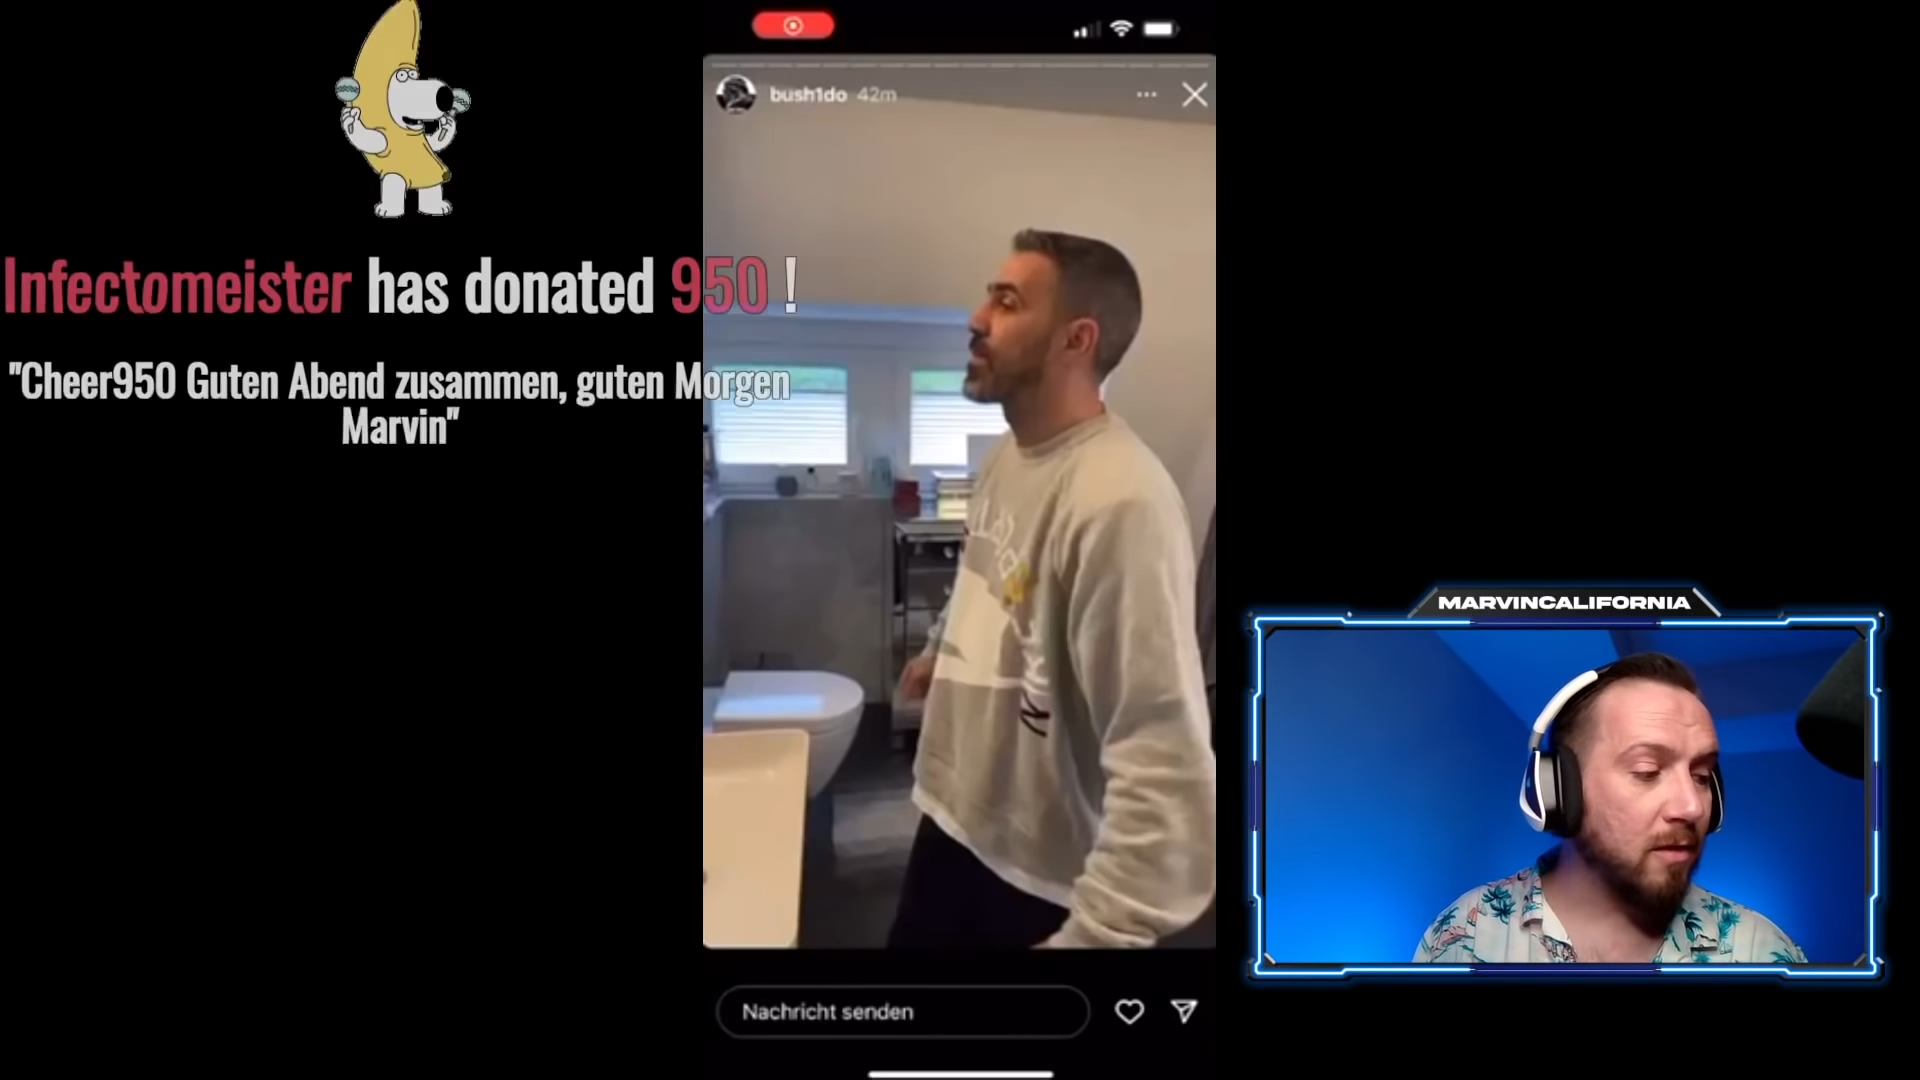 bush1do 42m
Infectomeister has donated 950 !
"Cheer950 Guten Abend zusammen, guten Morgen
Marvin"
MARVINCALIFORNIA
Nachricht senden